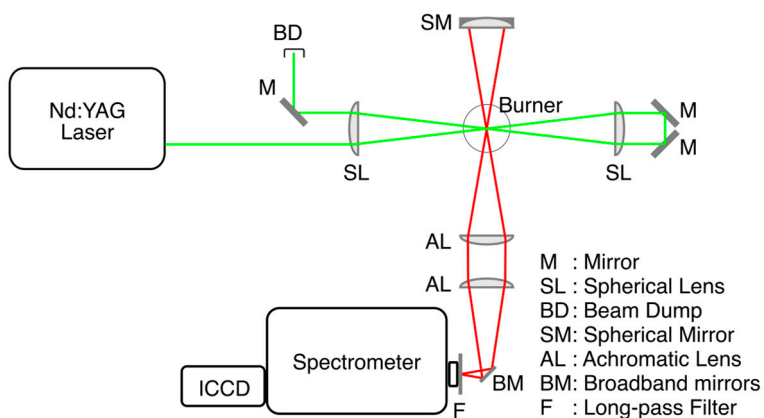 SM
BD
M
Nd:YAG
Laser
Burner
M
M
SL
SL
AL
AL
M : Mirror
SL : Spherical Lens
BD : Beam Dump
SM: Spherical Mirror
AL : Achromatic Lens
BM: Broadband mirrors
F : Long-pass Filter
Spectrometer
ICCD
BM
F